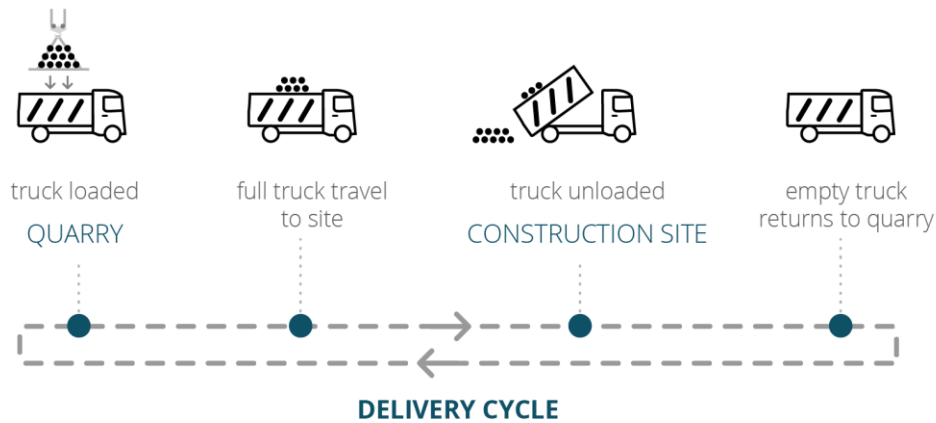 truck loaded
QUARRY
full truck travel
to site
truck unloaded
CONSTRUCTION SITE
empty truck
returns to quarry
DELIVERY CYCLE